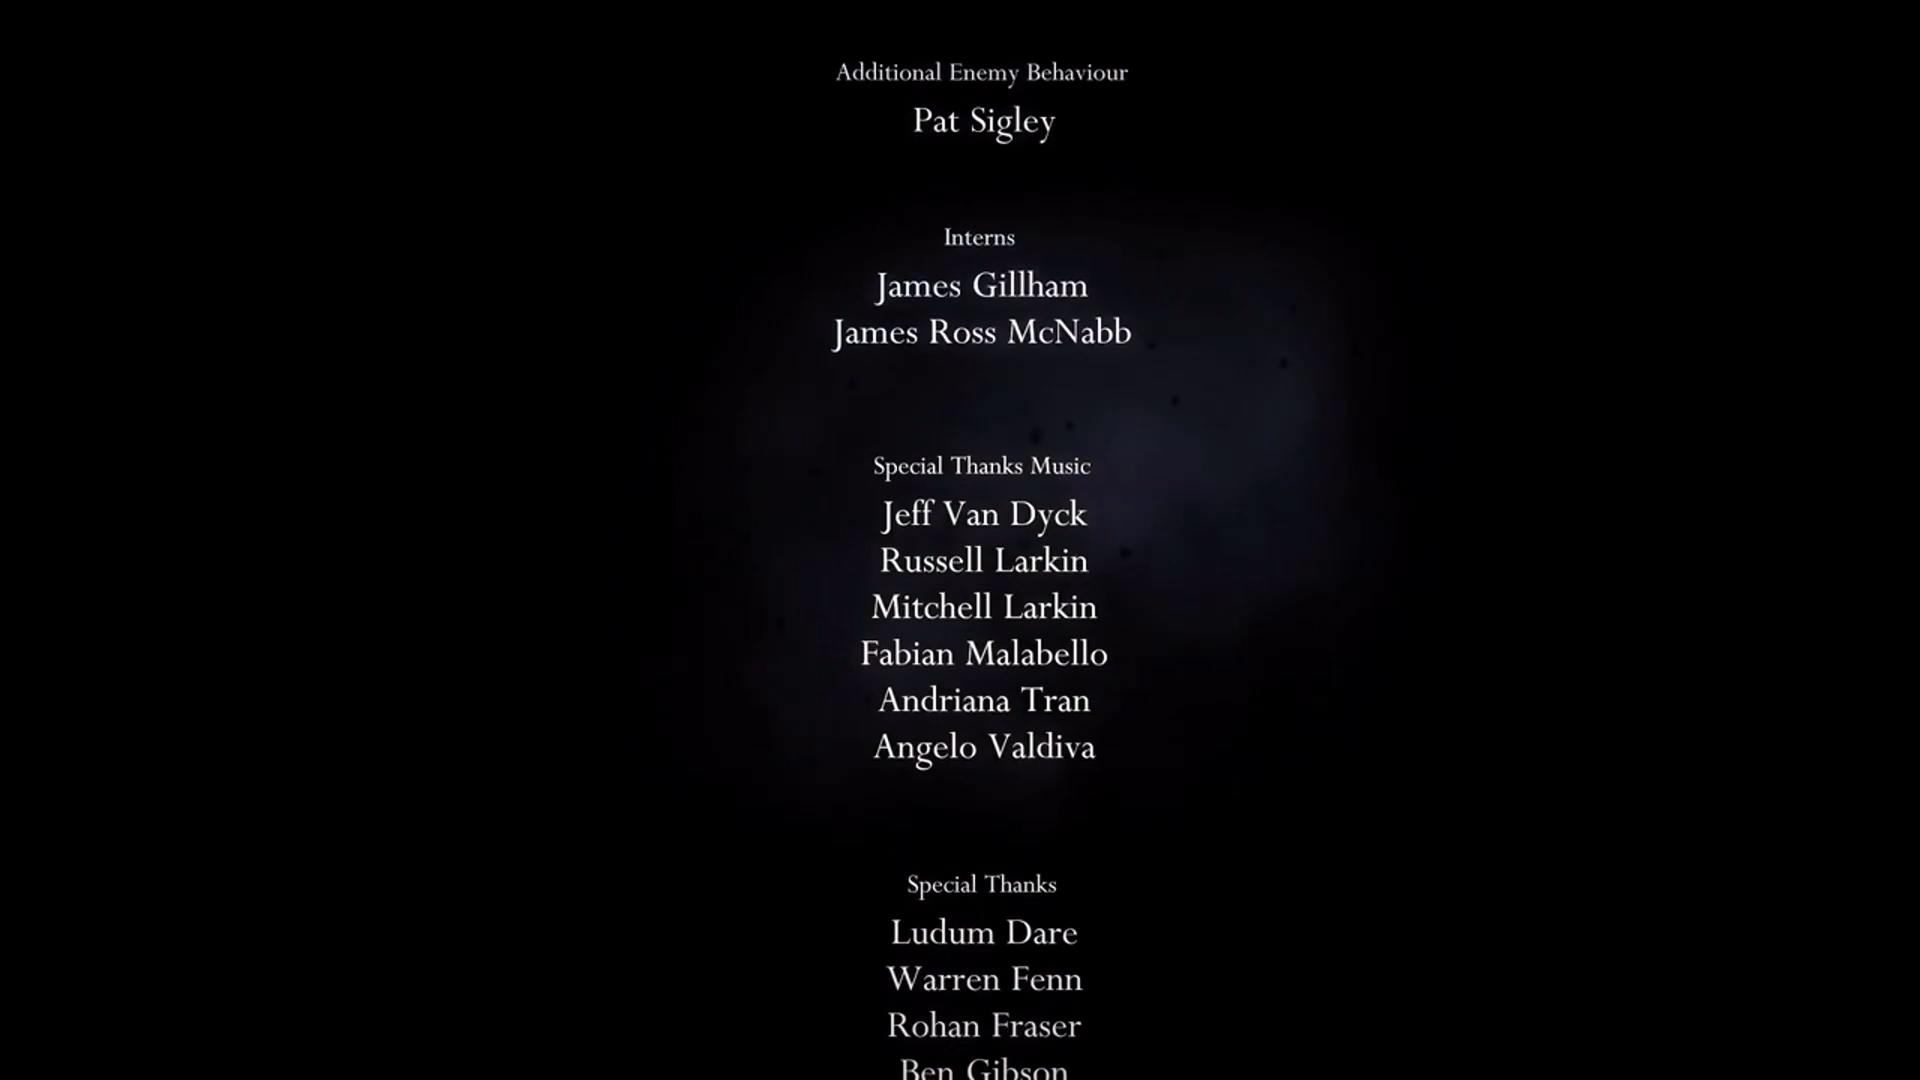 Additional Enemy Behaviour
Pat Sigley
Interns
James Gillham
James Ross McNabb
Special Thanks Music
Jeff Van Dyck
Russell Larkin
Mitchell Larkin
Fabian Malabello
Andriana Tran
Angelo Valdiva
Special Thanks
Ludum Dare
Warren Fenn
Rohan Fraser
Ben Gibson